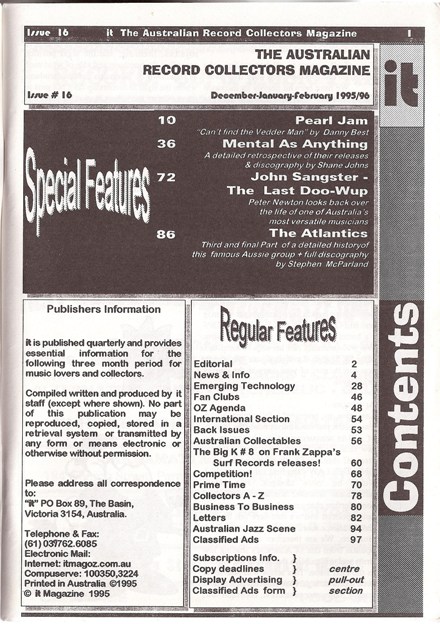 Issue 16 it The Australian Record Collectors Magazine 1
THE AUSTRALIAN
RECORD COLLECTORS MAGAZINE
Issue # 16 December-January-February 1995/96
it
Special Features
10 Pearl Jam
"Can't find the Vedder Man" by Danny Best
36 Mental As Anything
A detailed retrospective of their releases
& discography by Shane Johns
72 John Sangster -
The Last Doo-Wup
Peter Newton looks back over
the life of one of Australia's
most versatile musicians
86 The Atlantics
Third and final Part of a detailed historyof
this famous Aussie group + full discography
by Stephen McParland
Publishers Information
it is published quarterly and provides
essential information for the
following three month period for
music lovers and collectors.
Compiled written and produced by it
staff (except where shown). No part
of this publication may be
reproduced, copied, stored in a
retrieval system or transmitted by
any form or means electronic or
otherwise without permission.
Please address all correspondence
to:
"it" PO Box 89, The Basin,
Victoria 3154, Australia.
Telephone & Fax:
(61) 03 9762.6085
Electronic Mail:
Internet: itmagoz.com.au
Compuserve: 100350,3224
Printed in Australia ©1995
© it Magazine 1995
Regular Features
Editorial 2
News & Info 4
Emerging Technology 28
Fan Clubs 46
OZ Agenda 48
International Section 54
Back Issues 53
Australian Collectables 56
The Big K # 8 on Frank Zappa's
Surf Records releases! 60
Competition! 68
Prime Time 70
Collectors A - Z 78
Business To Business 80
Letters 82
Australian Jazz Scene 94
Classified Ads 97
Subscriptions Info. }
Copy deadlines } centre
Display Advertising } pull-out
Classified Ads form } section
Contents